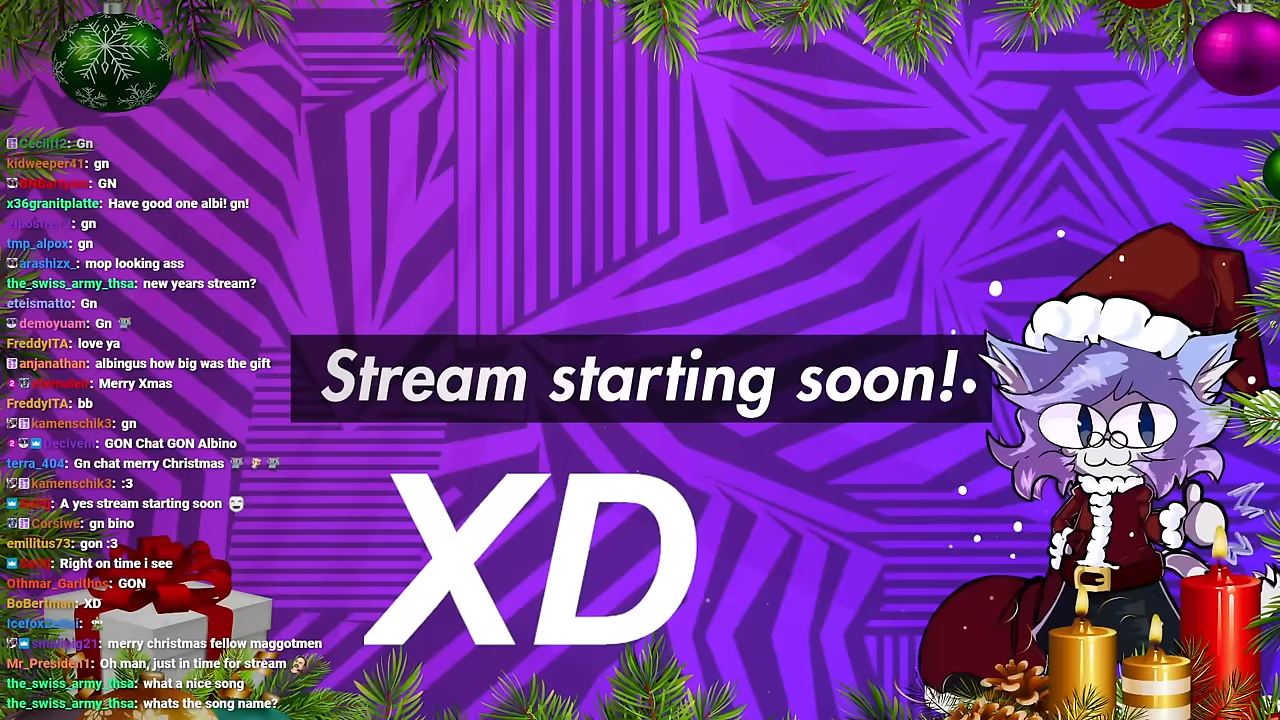 Cecilff2: Gn
kidweeper41: gn
: GN
x36granitplatte: Have good one albi! gn!
: gn
tmp_alpox: gn
arashizx_: mop looking ass
the_swiss_army_thsa: new years stream?
eteismatto: Gn
demoyuam: Gn
FreddyITA: love ya
anjanathan: albingus how big was the gift
: Merry Xmas
FreddyITA: bb
kamenschik3: gn
: GON Chat GON Albino
terra_404: Gn chat merry Christmas
kamenschik3: :3
: A yes stream starting soon
Corsiwe: gn bino
emilitus73: gon :3
: Right on time i see
Othmar_Garithos: GON
BoBertman: XD
: merry christmas fellow maggotmen
Mr_Presiden1: Oh man, just in time for stream
the_swiss_army_thsa: what a nice song
the_swiss_army_thsa: whats the song name?
Stream starting soon!
XD